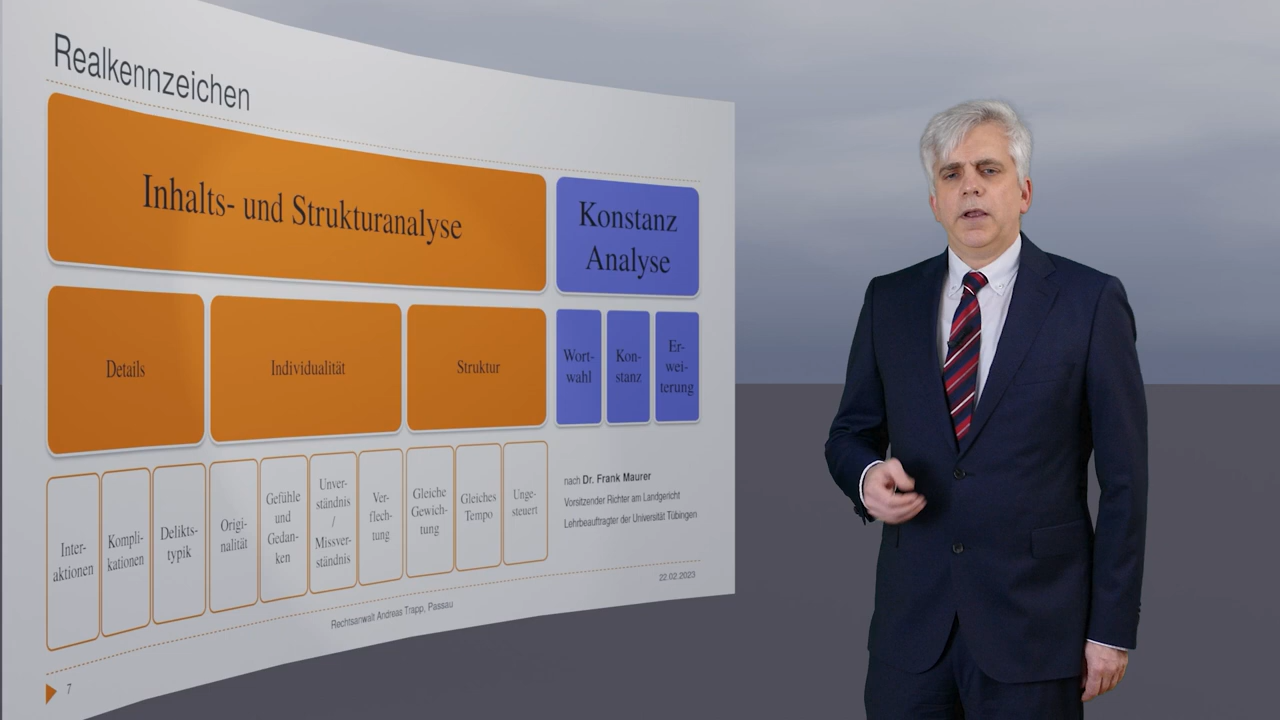 Realkennzeichen
Inhalts- und Strukturanalyse
Konstanz
Analyse
Details
Individualität
Struktur
Wort-
wahl
Kon-
stanz
Er-
wei-
terung
Inter-
aktionen
Kompli-
kationen
Delikts-
typik
Origi-
nalität
Gefühle
und
Gedan-
ken
Unver-
ständnis
/
Missver-
ständnis
Ver-
flech-
tung
Gleiche
Gewich-
tung
Gleiches
Tempo
Unge-
steuert
nach Dr. Frank Maurer
Vorsitzender Richter am Landgericht
Lehrbeauftragter der Universität Tübingen
22.02.2023
Rechtsanwalt Andreas Trapp, Passau
7